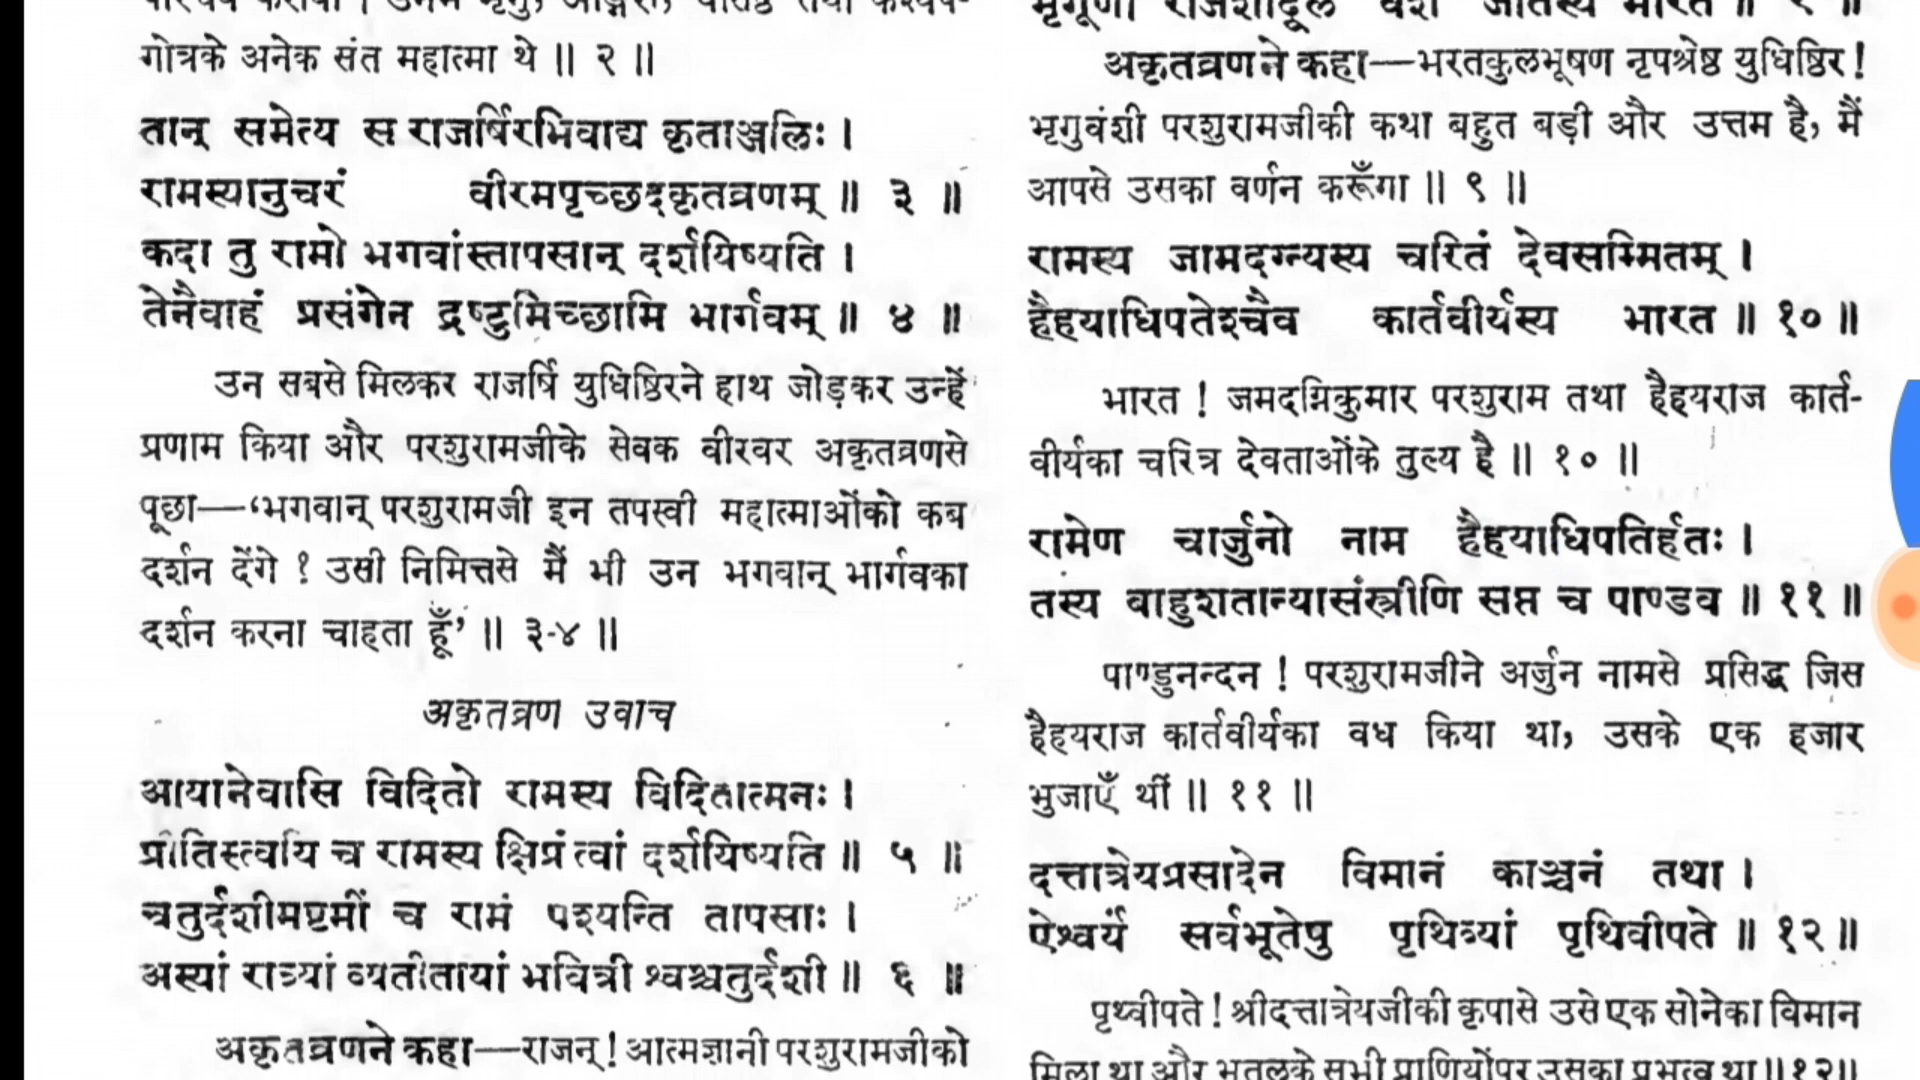 गोत्रके अनेक संत महात्मा थे ॥ २ ॥
तान् समेत्य स राजर्षिरभिवाद्य कृताञ्जलिः ।
रामस्यानुचरं वीरमपृच्छदकृतव्रणम् ॥ ३ ॥
कदा तु रामो भगवांस्तापसान् दर्शयिष्यति ।
तेनैवाहं प्रसंगेन द्रष्टुमिच्छामि भार्गवम् ॥ ४ ॥
उन सबसे मिलकर राजर्षि युधिष्ठिरने हाथ जोड़कर उन्हें
प्रणाम किया और परशुरामजीके सेवक वीरवर अकृतव्रणसे
पूछा—‘भगवान् परशुरामजी इन तपस्वी महात्माओंको कब
दर्शन देंगे ? उसी निमित्तसे मैं भी उन भगवान् भार्गवका
दर्शन करना चाहता हूँ’ ॥ ३-४ ॥
अकृतव्रण उवाच
आयानेवासि विदितो रामस्य विदितात्मनः ।
प्रीतिस्त्वयि च रामस्य क्षिप्रं त्वां दर्शयिष्यति ॥ ५ ॥
चतुर्दशीमष्टमीं च रामं पश्यन्ति तापसाः ।
अस्यां रात्र्यां व्यतीतायां भवित्री श्वश्चतुर्दशी ॥ ६ ॥
अकृतव्रणने कहा—राजन् ! आत्मज्ञानी परशुरामजीको
भृगूणां राजशार्दूल वंशे जातस्य भारत ॥ ९ ॥
अकृतव्रणने कहा—भरतकुलभूषण नृपश्रेष्ठ युधिष्ठिर !
भृगुवंशी परशुरामजीकी कथा बहुत बड़ी और उत्तम है, मैं
आपसे उसका वर्णन करूँगा ॥ ९ ॥
रामस्य जामदग्न्यस्य चरितं देवसम्मितम् ।
हैहयाधिपतेश्चैव कार्तवीर्यस्य भारत ॥ १० ॥
भारत ! जमदग्निकुमार परशुराम तथा हैहयराज कार्त-
वीर्यका चरित्र देवताओंके तुल्य है ॥ १० ॥
रामेण चार्जुनो नाम हैहयाधिपतिर्हतः ।
तस्य बाहुशतान्यासंस्त्रीणि सप्त च पाण्डव ॥ ११ ॥
पाण्डुनन्दन ! परशुरामजीने अर्जुन नामसे प्रसिद्ध जिस
हैहयराज कार्तवीर्यका वध किया था, उसके एक हजार
भुजाएँ थीं ॥ ११ ॥
दत्तात्रेयप्रसादेन विमानं काञ्चनं तथा ।
ऐश्वर्यं सर्वभूतेषु पृथिव्यां पृथिवीपते ॥ १२ ॥
पृथ्वीपते ! श्रीदत्तात्रेयजीकी कृपासे उसे एक सोनेका विमान
मिला था और भूतलके सभी प्राणियोंपर उसका प्रभुत्व था ॥१२॥